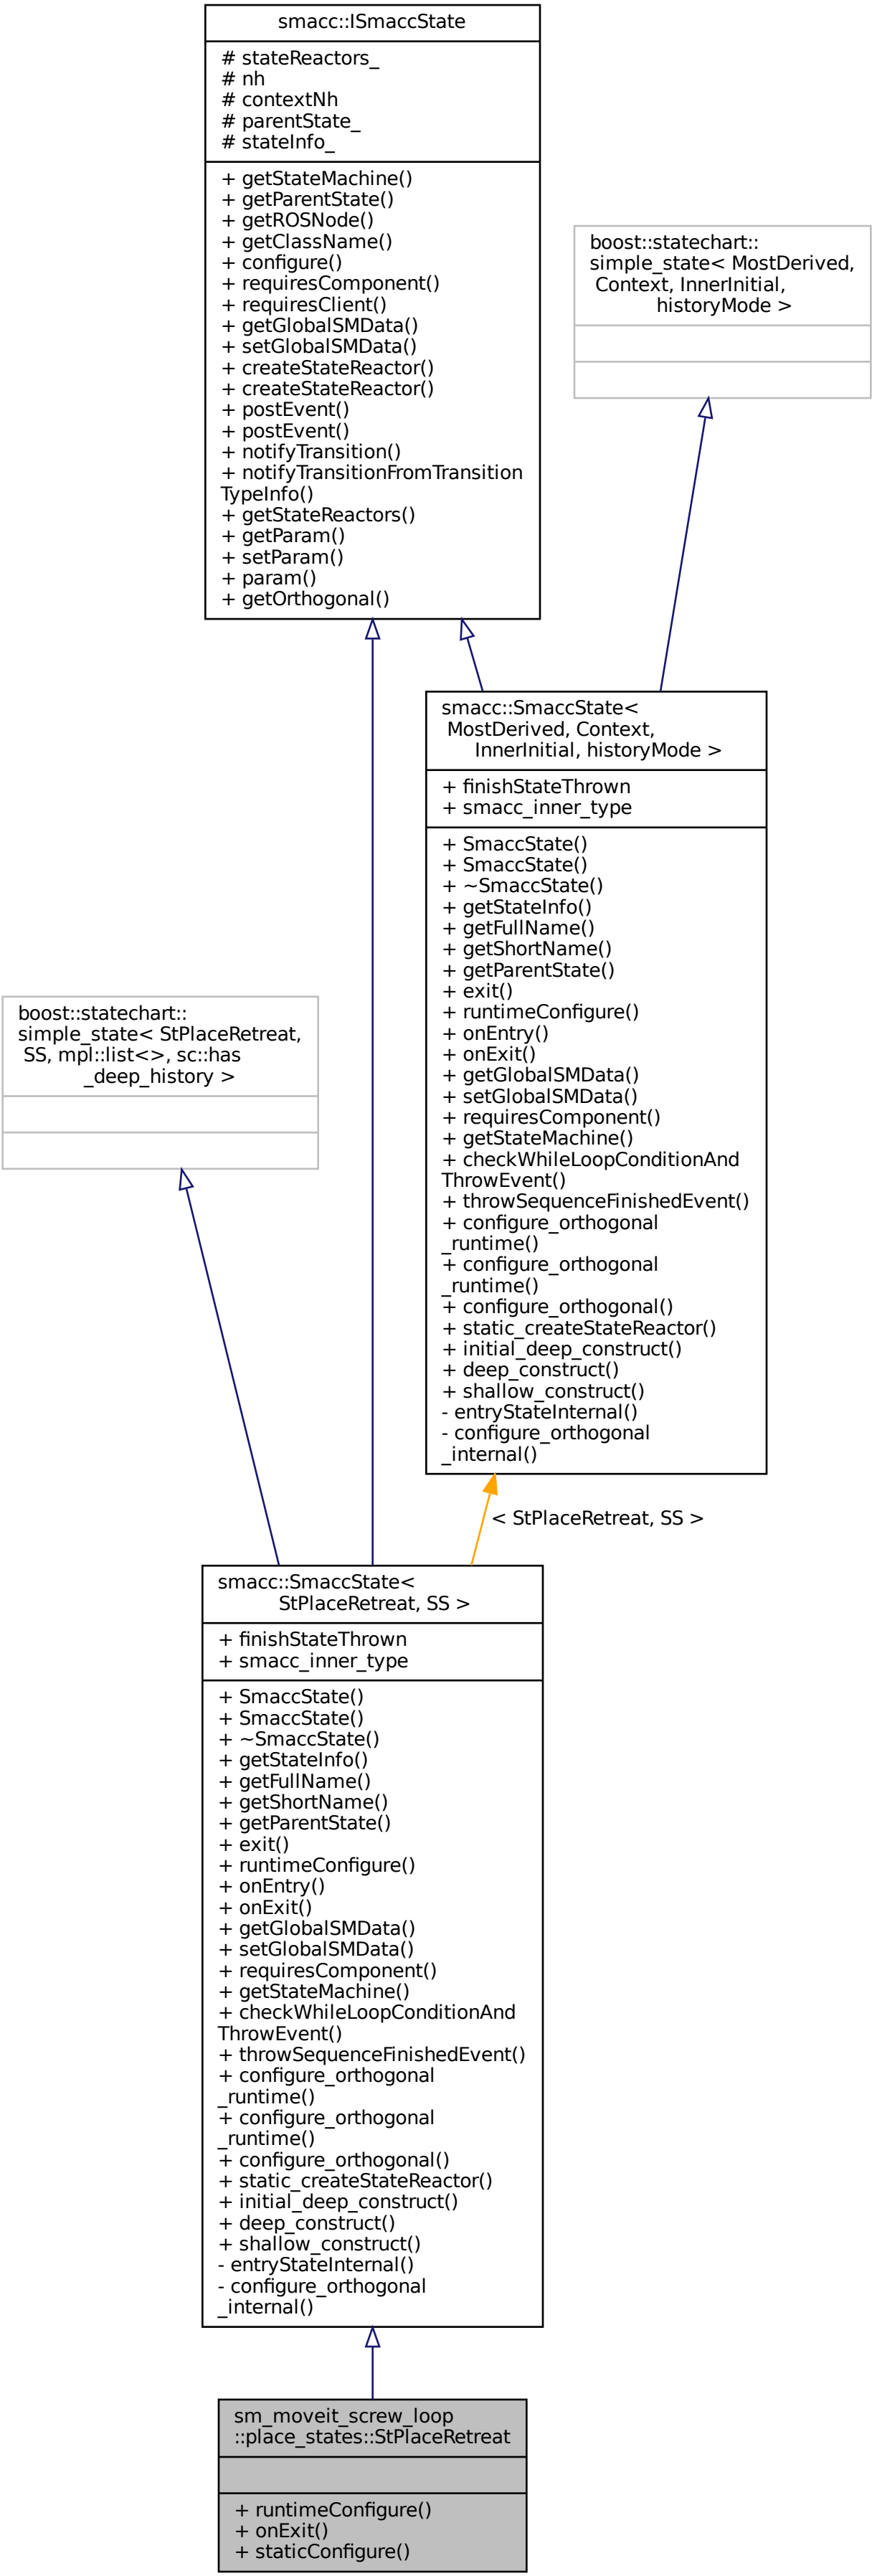 smacc::ISmaccState
# stateReactors_
# nh
# contextNh
# parentState_
# stateInfo_
+ getStateMachine()
+ getParentState()
+ getROSNode()
+ getClassName()
+ configure()
+ requiresComponent()
+ requiresClient()
+ getGlobalSMData()
+ setGlobalSMData()
+ createStateReactor()
+ createStateReactor()
+ postEvent()
+ postEvent()
+ notifyTransition()
+ notifyTransitionFromTransition
TypeInfo()
+ getStateReactors()
+ getParam()
+ setParam()
+ param()
+ getOrthogonal()
boost::statechart::
simple_state< MostDerived,
Context, InnerInitial,
historyMode >
smacc::SmaccState<
MostDerived, Context,
InnerInitial, historyMode >
+ finishStateThrown
+ smacc_inner_type
+ SmaccState()
+ SmaccState()
+ ~SmaccState()
+ getStateInfo()
+ getFullName()
+ getShortName()
+ getParentState()
+ exit()
+ runtimeConfigure()
+ onEntry()
+ onExit()
+ getGlobalSMData()
+ setGlobalSMData()
+ requiresComponent()
+ getStateMachine()
+ checkWhileLoopConditionAnd
ThrowEvent()
+ throwSequenceFinishedEvent()
+ configure_orthogonal
_runtime()
+ configure_orthogonal
_runtime()
+ configure_orthogonal()
+ static_createStateReactor()
+ initial_deep_construct()
+ deep_construct()
+ shallow_construct()
- entryStateInternal()
- configure_orthogonal
_internal()
boost::statechart::
simple_state< StPlaceRetreat,
SS, mpl::list<>, sc::has
_deep_history >
< StPlaceRetreat, SS >
smacc::SmaccState<
StPlaceRetreat, SS >
+ finishStateThrown
+ smacc_inner_type
+ SmaccState()
+ SmaccState()
+ ~SmaccState()
+ getStateInfo()
+ getFullName()
+ getShortName()
+ getParentState()
+ exit()
+ runtimeConfigure()
+ onEntry()
+ onExit()
+ getGlobalSMData()
+ setGlobalSMData()
+ requiresComponent()
+ getStateMachine()
+ checkWhileLoopConditionAnd
ThrowEvent()
+ throwSequenceFinishedEvent()
+ configure_orthogonal
_runtime()
+ configure_orthogonal
_runtime()
+ configure_orthogonal()
+ static_createStateReactor()
+ initial_deep_construct()
+ deep_construct()
+ shallow_construct()
- entryStateInternal()
- configure_orthogonal
_internal()
sm_moveit_screw_loop
::place_states::StPlaceRetreat
+ runtimeConfigure()
+ onExit()
+ staticConfigure()